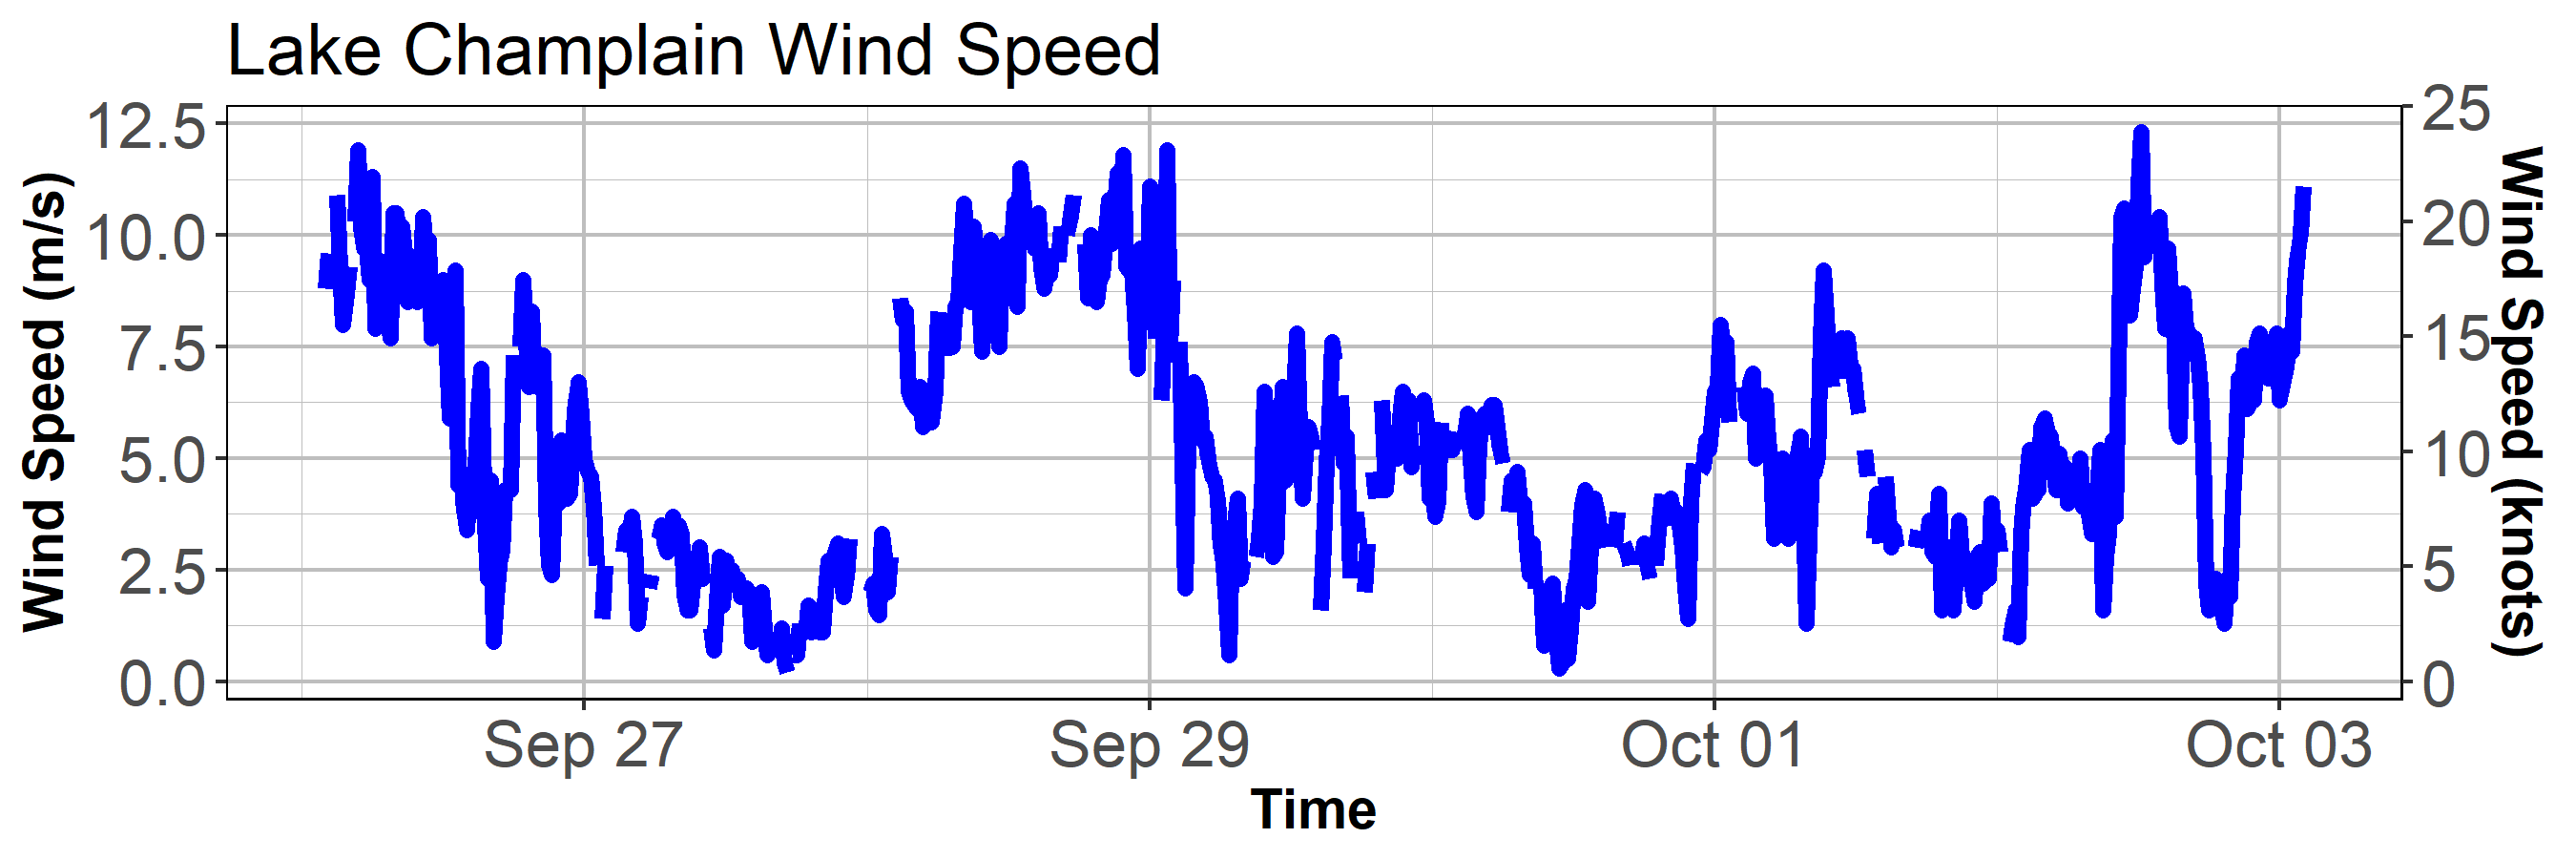 Lake Champlain Wind Speed
12.5
10.0
7.5
5.0
2.5
0.0
Wind Speed (m/s)
25
20
15
10
5
0
Wind Speed (knots)
Sep 27
Sep 29
Oct 01
Oct 03
Time